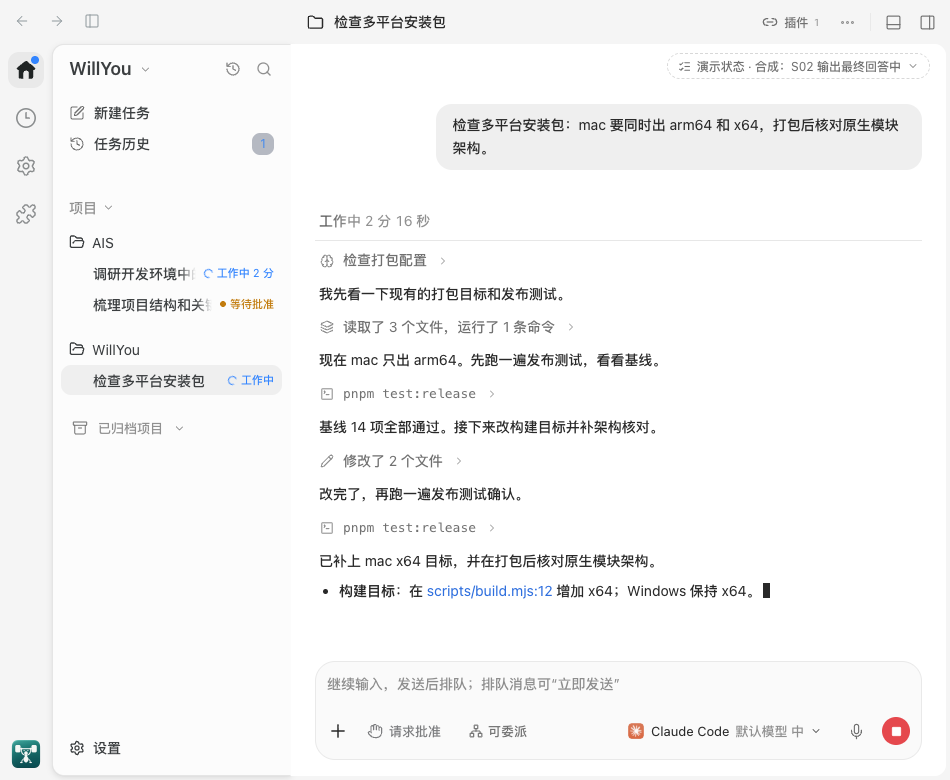 检查多平台安装包
插件 1
WillYou
演示状态 · 合成：S02 输出最终回答中
新建任务
任务历史 1
项目
AIS
调研开发环境中 工作中 2 分
梳理项目结构和关 等待批准
WillYou
检查多平台安装包 工作中
已归档项目
设置
检查多平台安装包：mac 要同时出 arm64 和 x64，打包后核对原生模块
架构。
工作中 2 分 16 秒
检查打包配置
我先看一下现有的打包目标和发布测试。
读取了 3 个文件，运行了 1 条命令
现在 mac 只出 arm64。先跑一遍发布测试，看看基线。
pnpm test:release
基线 14 项全部通过。接下来改构建目标并补架构核对。
修改了 2 个文件
改完了，再跑一遍发布测试确认。
pnpm test:release
已补上 mac x64 目标，并在打包后核对原生模块架构。
• 构建目标：在 scripts/build.mjs:12 增加 x64；Windows 保持 x64。
继续输入，发送后排队；排队消息可“立即发送”
请求批准 可委派 Claude Code 默认模型 中